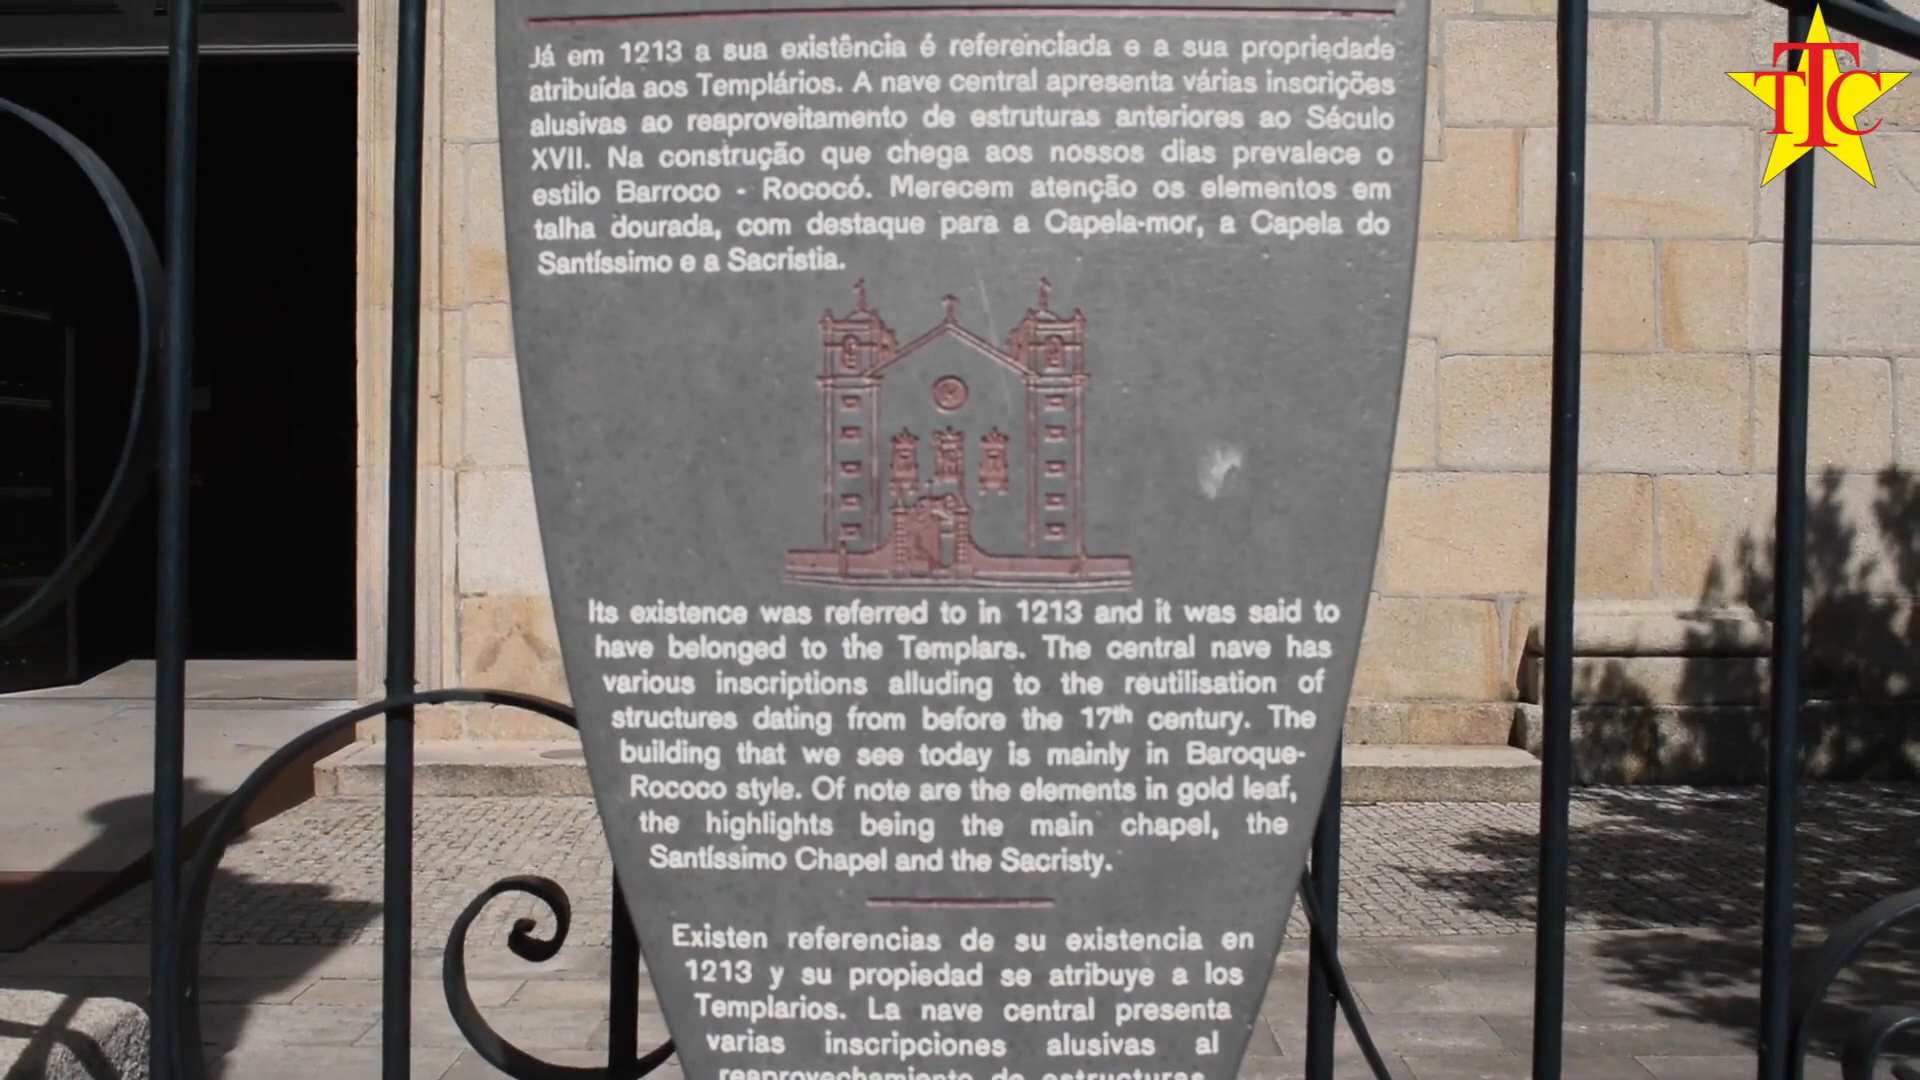 TTC
Já em 1213 a sua existência é referenciada e a sua propriedade
atribuída aos Templários. A nave central apresenta várias inscrições
alusivas ao reaproveitamento de estruturas anteriores ao Século
XVII. Na construção que chega aos nossos dias prevalece o
estilo Barroco - Rococó. Merecem atenção os elementos em
talha dourada, com destaque para a Capela-mor, a Capela do
Santíssimo e a Sacristia.
Its existence was referred to in 1213 and it was said to
have belonged to the Templars. The central nave has
various inscriptions alluding to the reutilisation of
structures dating from before the 17th century. The
building that we see today is mainly in Baroque-
Rococo style. Of note are the elements in gold leaf,
the highlights being the main chapel, the
Santíssimo Chapel and the Sacristy.
Existen referencias de su existencia en
1213 y su propiedad se atribuye a los
Templarios. La nave central presenta
varias inscripciones alusivas al
reaprovechamiento de estructuras